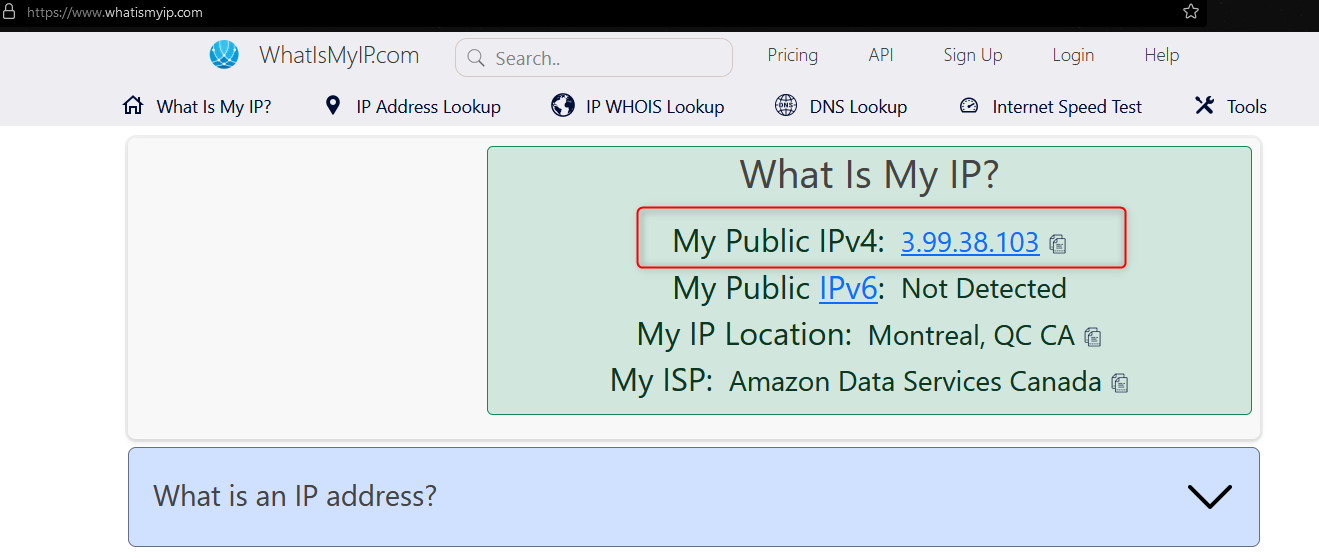 https://www.whatismyip.com
WhatIsMyIP.com Search.. Pricing API Sign Up Login Help
What Is My IP? IP Address Lookup IP WHOIS Lookup DNS DNS Lookup Internet Speed Test Tools
What Is My IP?
My Public IPv4: 3.99.38.103
My Public IPv6: Not Detected
My IP Location: Montreal, QC CA
My ISP: Amazon Data Services Canada
What is an IP address?